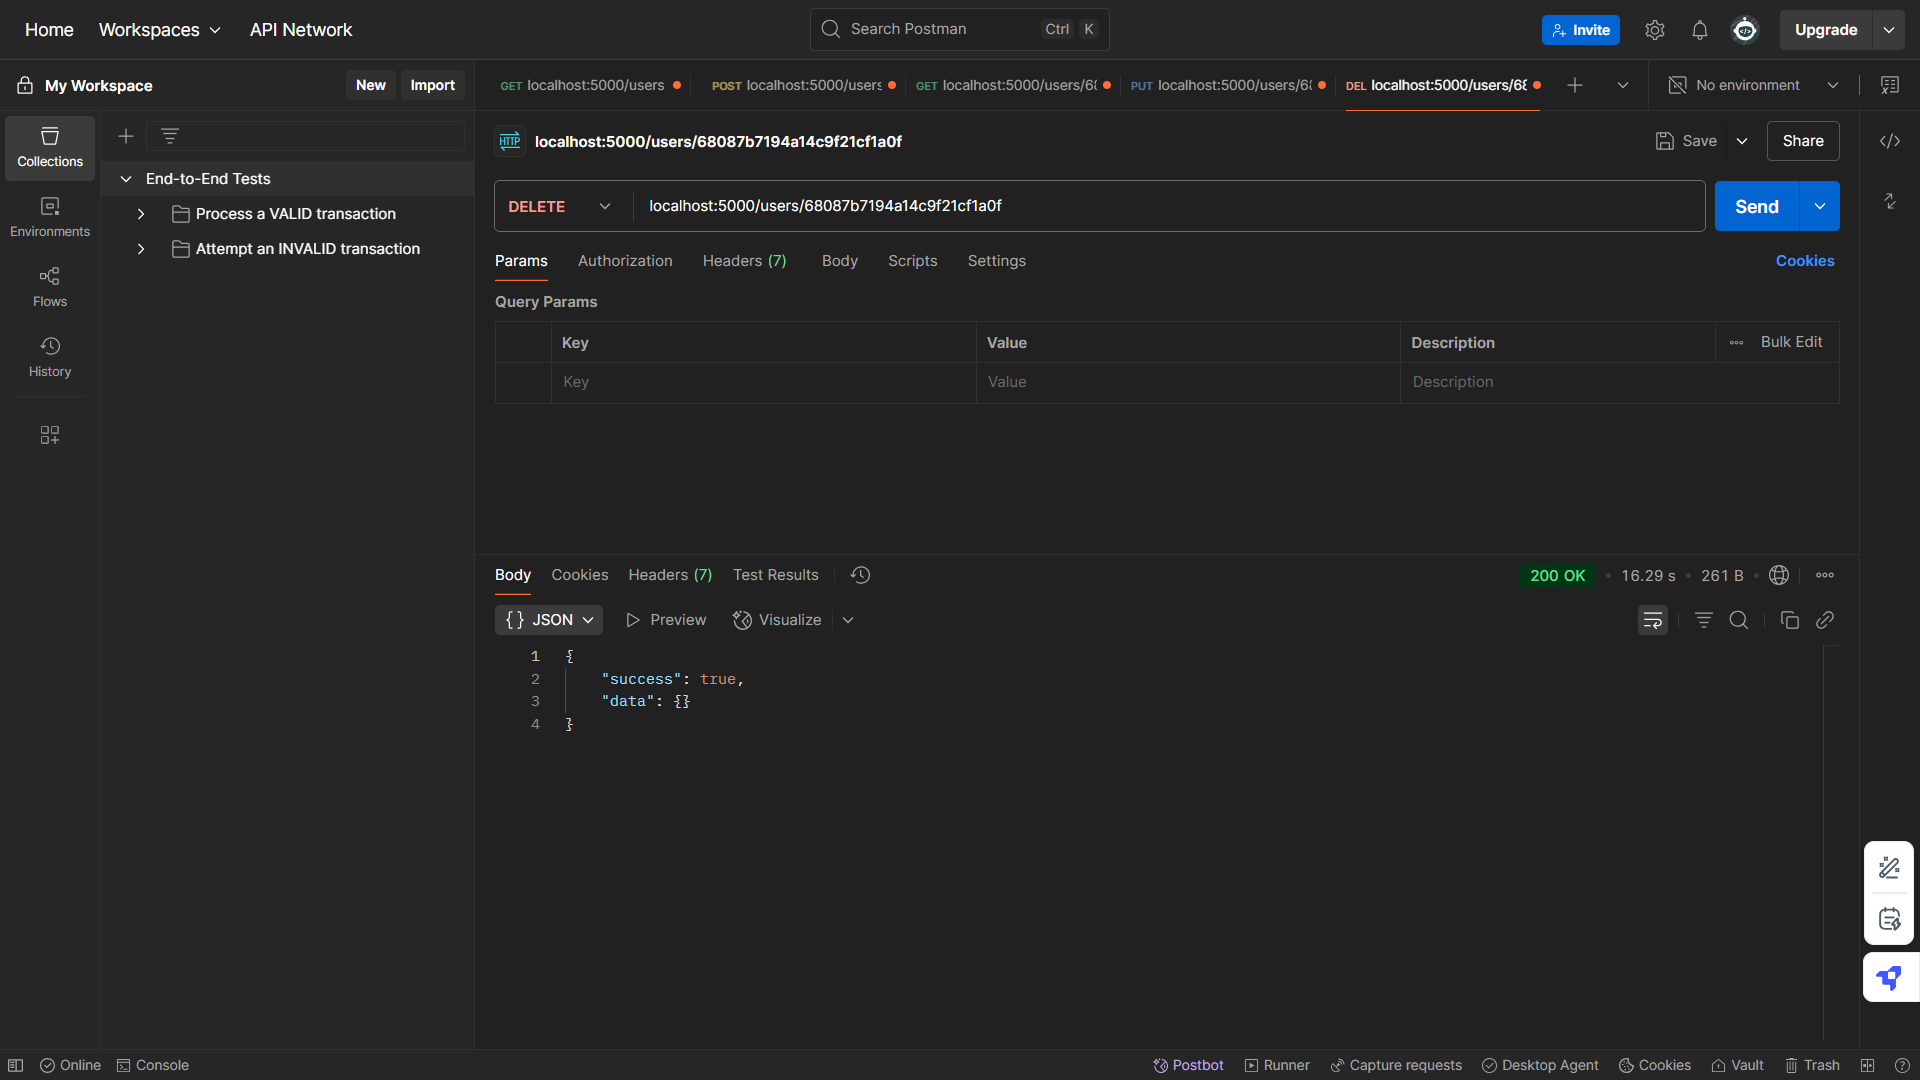 Home Workspaces API Network Search Postman Ctrl K Invite Upgrade
My Workspace New Import GET localhost:5000/users POST localhost:5000/users GET localhost:5000/users/6 PUT localhost:5000/users/6 DEL localhost:5000/users/68 No environment
Collections
Environments
Flows
History
End-to-End Tests
Process a VALID transaction
Attempt an INVALID transaction
HTTP localhost:5000/users/68087b7194a14c9f21cf1a0f Save Share
DELETE localhost:5000/users/68087b7194a14c9f21cf1a0f Send
Params Authorization Headers (7) Body Scripts Settings Cookies
Query Params
Key Value Description Bulk Edit
Key Value Description
Body Cookies Headers (7) Test Results 200 OK 16.29 s 261 B
{} JSON Preview Visualize
1 {
2 "success": true,
3 "data": {}
4 }
Online Console Postbot Runner Capture requests Desktop Agent Cookies Vault Trash